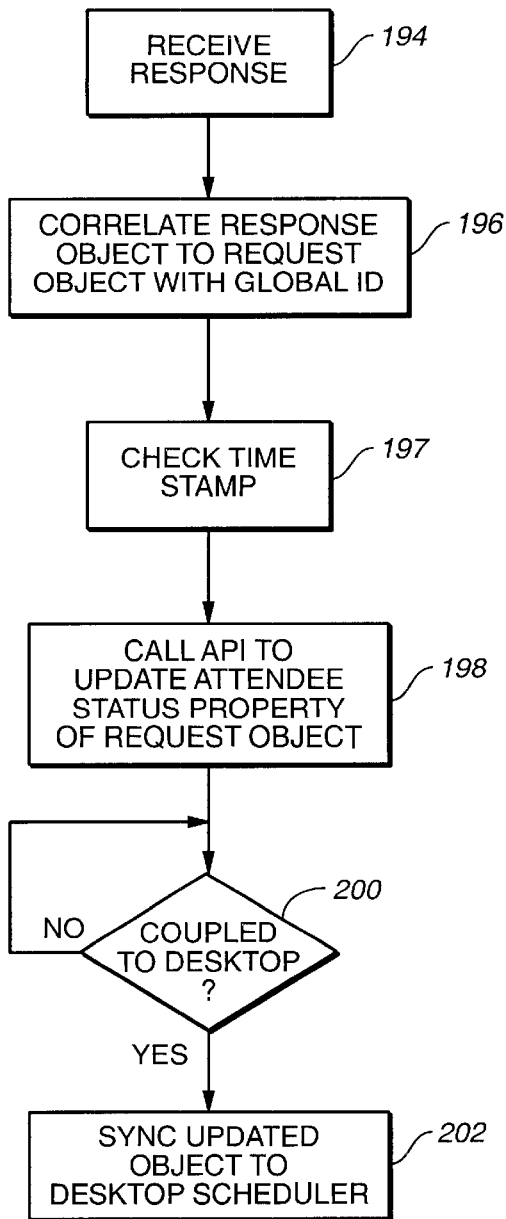 RECEIVE
RESPONSE
194
CORRELATE RESPONSE
OBJECT TO REQUEST
OBJECT WITH GLOBAL ID
196
CHECK TIME
STAMP
197
CALL API TO
UPDATE ATTENDEE
STATUS PROPERTY
OF REQUEST OBJECT
198
200
NO
COUPLED
TO DESKTOP
?
YES
SYNC UPDATED
OBJECT TO
DESKTOP SCHEDULER
202